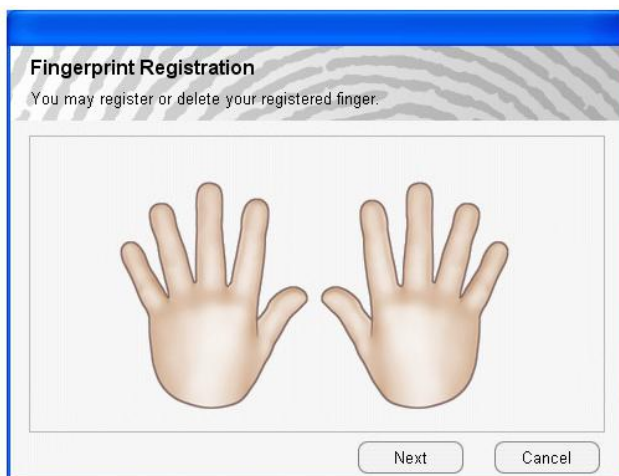 Fingerprint Registration
You may register or delete your registered finger.
Next
Cancel